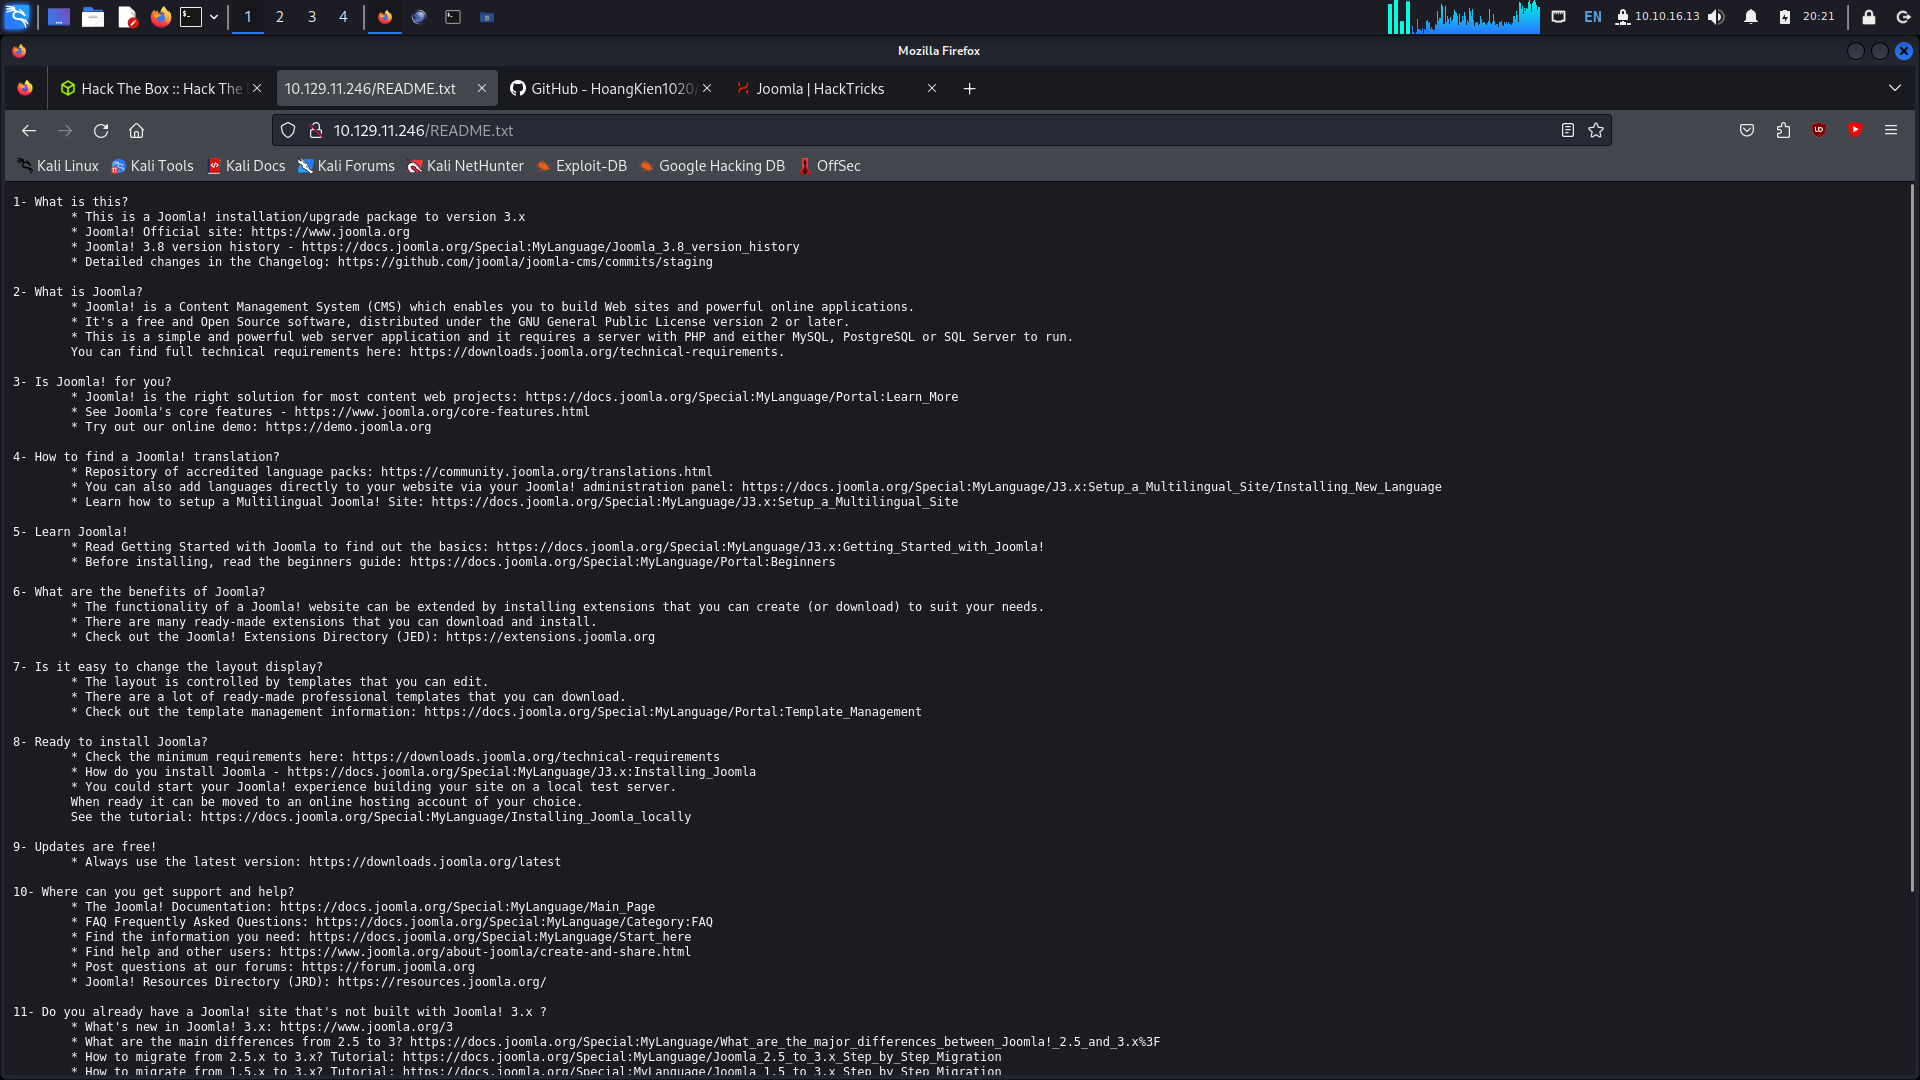 1
2
3
4
EN
10.10.16.13
20:21
Mozilla Firefox
Hack The Box :: Hack The
10.129.11.246/README.txt
GitHub - HoangKien1020/
Joomla | HackTricks
10.129.11.246/README.txt
Kali Linux
Kali Tools
Kali Docs
Kali Forums
Kali NetHunter
Exploit-DB
Google Hacking DB
OffSec
1- What is this?
* This is a Joomla! installation/upgrade package to version 3.x
* Joomla! Official site: https://www.joomla.org
* Joomla! 3.8 version history - https://docs.joomla.org/Special:MyLanguage/Joomla_3.8_version_history
* Detailed changes in the Changelog: https://github.com/joomla/joomla-cms/commits/staging
2- What is Joomla?
* Joomla! is a Content Management System (CMS) which enables you to build Web sites and powerful online applications.
* It's a free and Open Source software, distributed under the GNU General Public License version 2 or later.
* This is a simple and powerful web server application and it requires a server with PHP and either MySQL, PostgreSQL or SQL Server to run.
You can find full technical requirements here: https://downloads.joomla.org/technical-requirements.
3- Is Joomla! for you?
* Joomla! is the right solution for most content web projects: https://docs.joomla.org/Special:MyLanguage/Portal:Learn_More
* See Joomla's core features - https://www.joomla.org/core-features.html
* Try out our online demo: https://demo.joomla.org
4- How to find a Joomla! translation?
* Repository of accredited language packs: https://community.joomla.org/translations.html
* You can also add languages directly to your website via your Joomla! administration panel: https://docs.joomla.org/Special:MyLanguage/J3.x:Setup_a_Multilingual_Site/Installing_New_Language
* Learn how to setup a Multilingual Joomla! Site: https://docs.joomla.org/Special:MyLanguage/J3.x:Setup_a_Multilingual_Site
5- Learn Joomla!
* Read Getting Started with Joomla to find out the basics: https://docs.joomla.org/Special:MyLanguage/J3.x:Getting_Started_with_Joomla!
* Before installing, read the beginners guide: https://docs.joomla.org/Special:MyLanguage/Portal:Beginners
6- What are the benefits of Joomla?
* The functionality of a Joomla! website can be extended by installing extensions that you can create (or download) to suit your needs.
* There are many ready-made extensions that you can download and install.
* Check out the Joomla! Extensions Directory (JED): https://extensions.joomla.org
7- Is it easy to change the layout display?
* The layout is controlled by templates that you can edit.
* There are a lot of ready-made professional templates that you can download.
* Check out the template management information: https://docs.joomla.org/Special:MyLanguage/Portal:Template_Management
8- Ready to install Joomla?
* Check the minimum requirements here: https://downloads.joomla.org/technical-requirements
* How do you install Joomla - https://docs.joomla.org/Special:MyLanguage/J3.x:Installing_Joomla
* You could start your Joomla! experience building your site on a local test server.
When ready it can be moved to an online hosting account of your choice.
See the tutorial: https://docs.joomla.org/Special:MyLanguage/Installing_Joomla_locally
9- Updates are free!
* Always use the latest version: https://downloads.joomla.org/latest
10- Where can you get support and help?
* The Joomla! Documentation: https://docs.joomla.org/Special:MyLanguage/Main_Page
* FAQ Frequently Asked Questions: https://docs.joomla.org/Special:MyLanguage/Category:FAQ
* Find the information you need: https://docs.joomla.org/Special:MyLanguage/Start_here
* Find help and other users: https://www.joomla.org/about-joomla/create-and-share.html
* Post questions at our forums: https://forum.joomla.org
* Joomla! Resources Directory (JRD): https://resources.joomla.org/
11- Do you already have a Joomla! site that's not built with Joomla! 3.x ?
* What's new in Joomla! 3.x: https://www.joomla.org/3
* What are the main differences from 2.5 to 3? https://docs.joomla.org/Special:MyLanguage/What_are_the_major_differences_between_Joomla!_2.5_and_3.x%3F
* How to migrate from 2.5.x to 3.x? Tutorial: https://docs.joomla.org/Special:MyLanguage/Joomla_2.5_to_3.x_Step_by_Step_Migration
* How to migrate from 1.5.x to 3.x? Tutorial: https://docs.joomla.org/Special:MyLanguage/Joomla_1.5_to_3.x_Step_by_Step_Migration